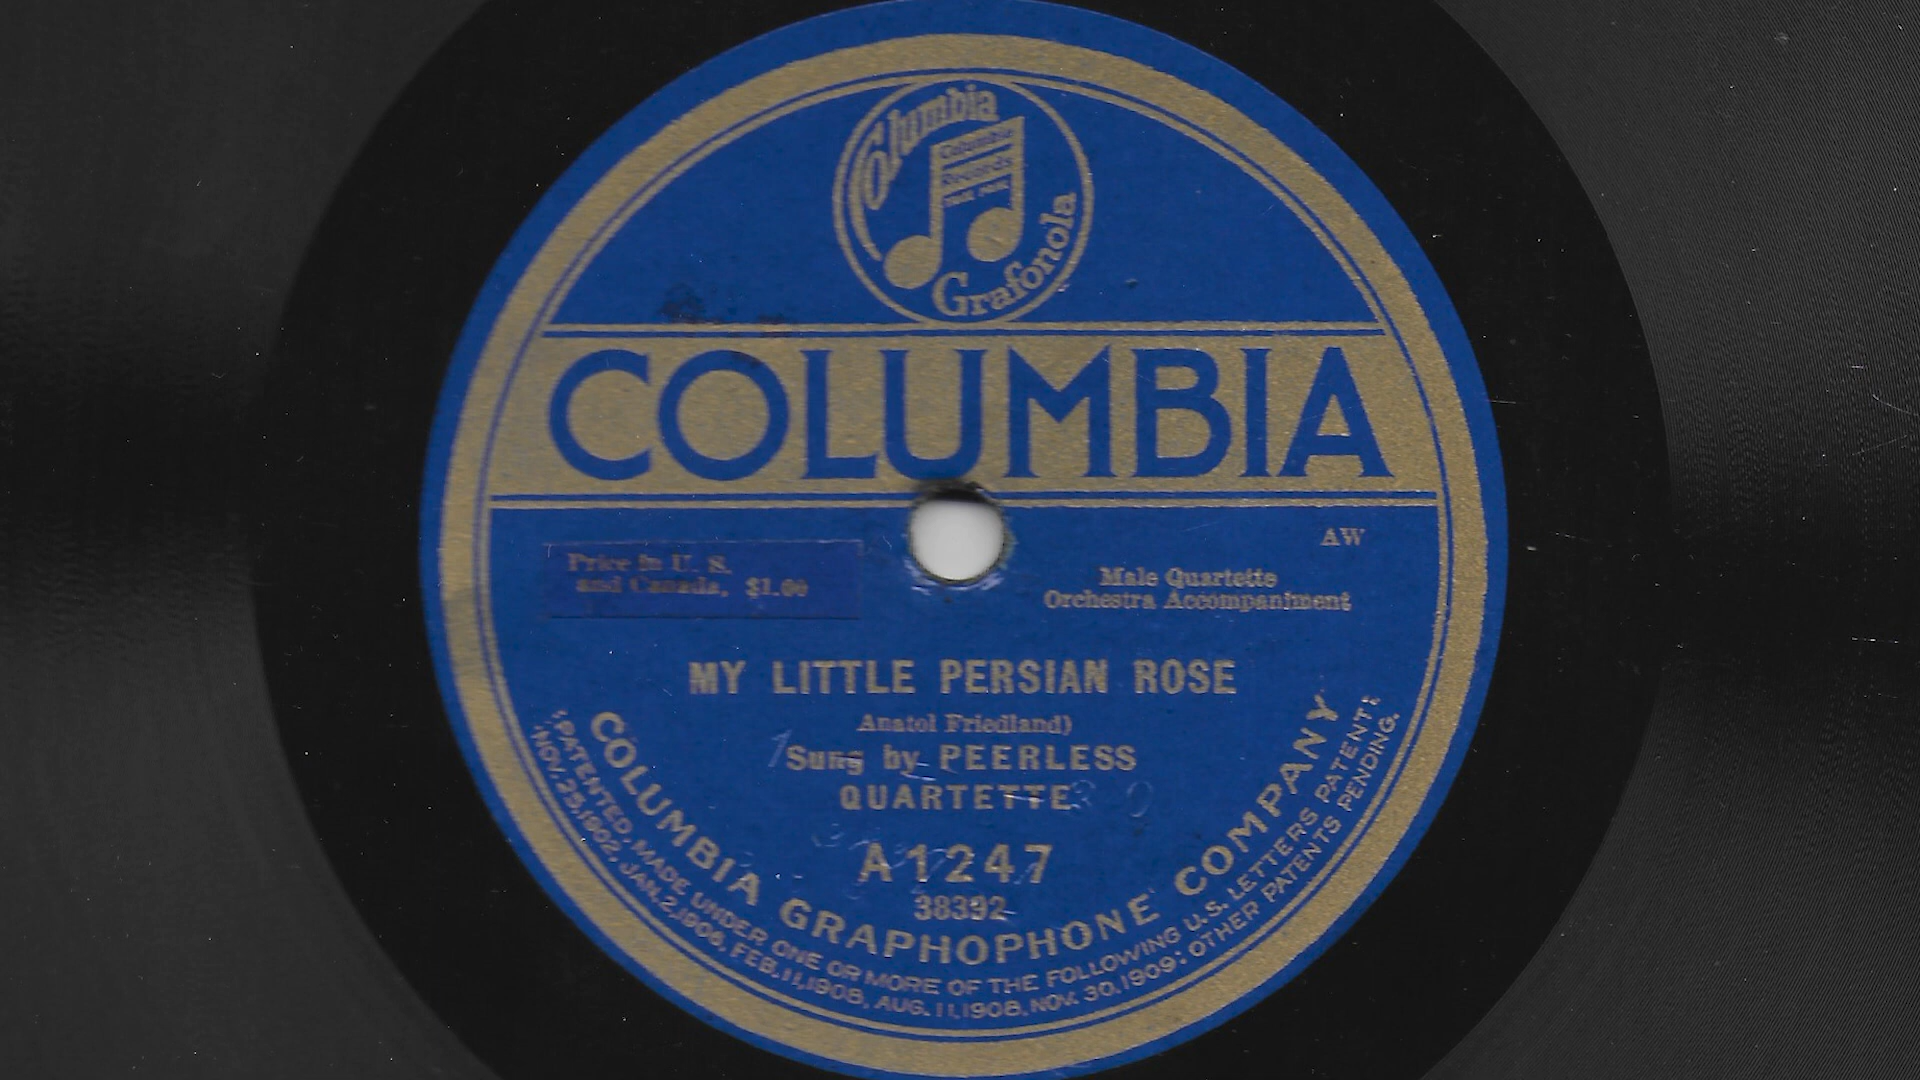 Columbia
Columbia
Records
Grafonola
COLUMBIA
AW
Price in U. S.
and Canada, $1.00
Male Quartette
Orchestra Accompaniment
MY LITTLE PERSIAN ROSE
Anatol Friedland)
Sung by PEERLESS
QUARTETTE
A1247
38392
COLUMBIA GRAPHOPHONE COMPANY
PATENTED. MADE UNDER ONE OR MORE OF THE FOLLOWING U.S. LETTERS PATENT:
NOV. 25, 1902, JAN. 2, 1906, FEB. 11, 1908, AUG. 11, 1908, NOV. 30, 1909: OTHER PATENTS PENDING.